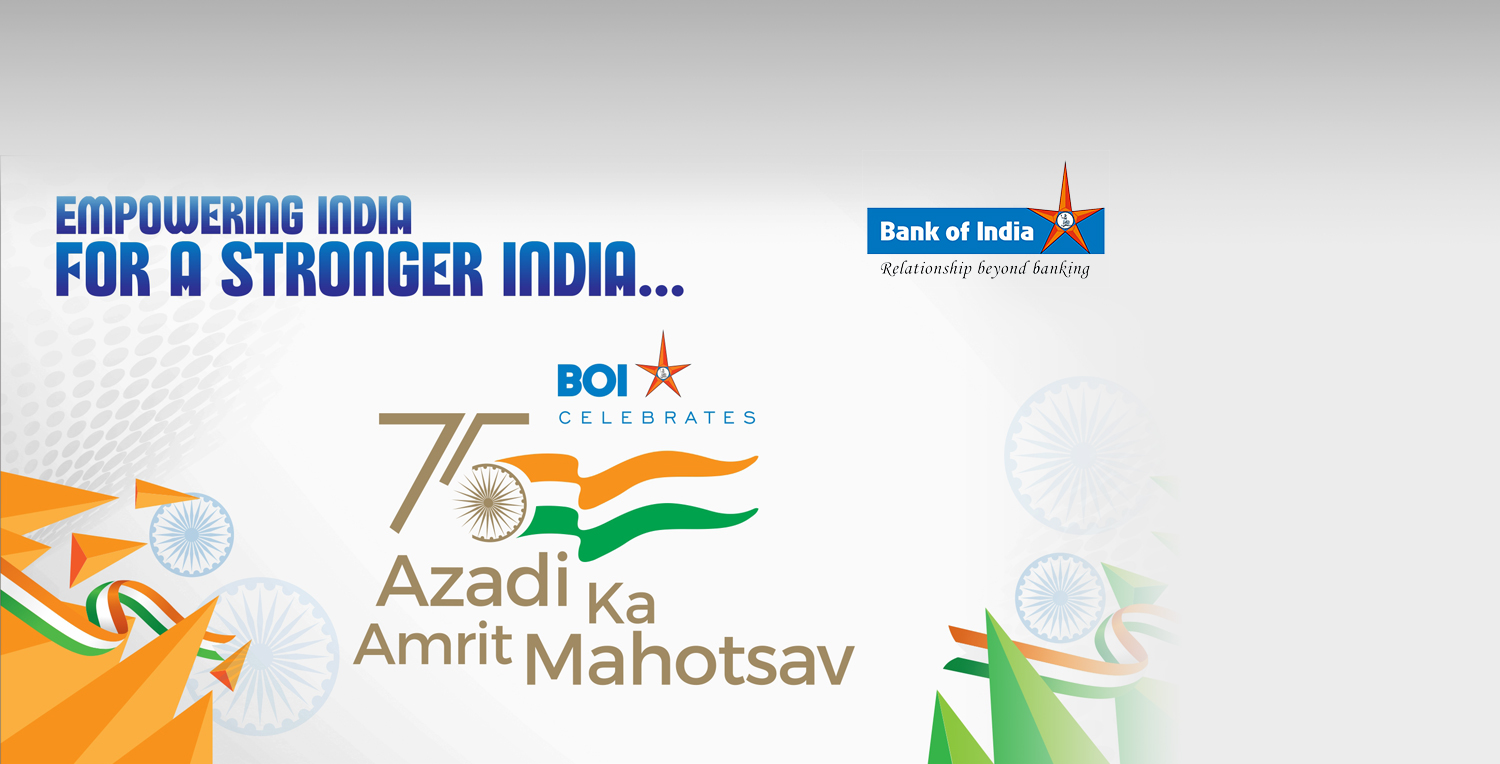 EMPOWERING INDIA
FOR A STRONGER INDIA...
Bank of India
Relationship beyond banking
BOI
CELEBRATES
75
Azadi Ka
Amrit Mahotsav